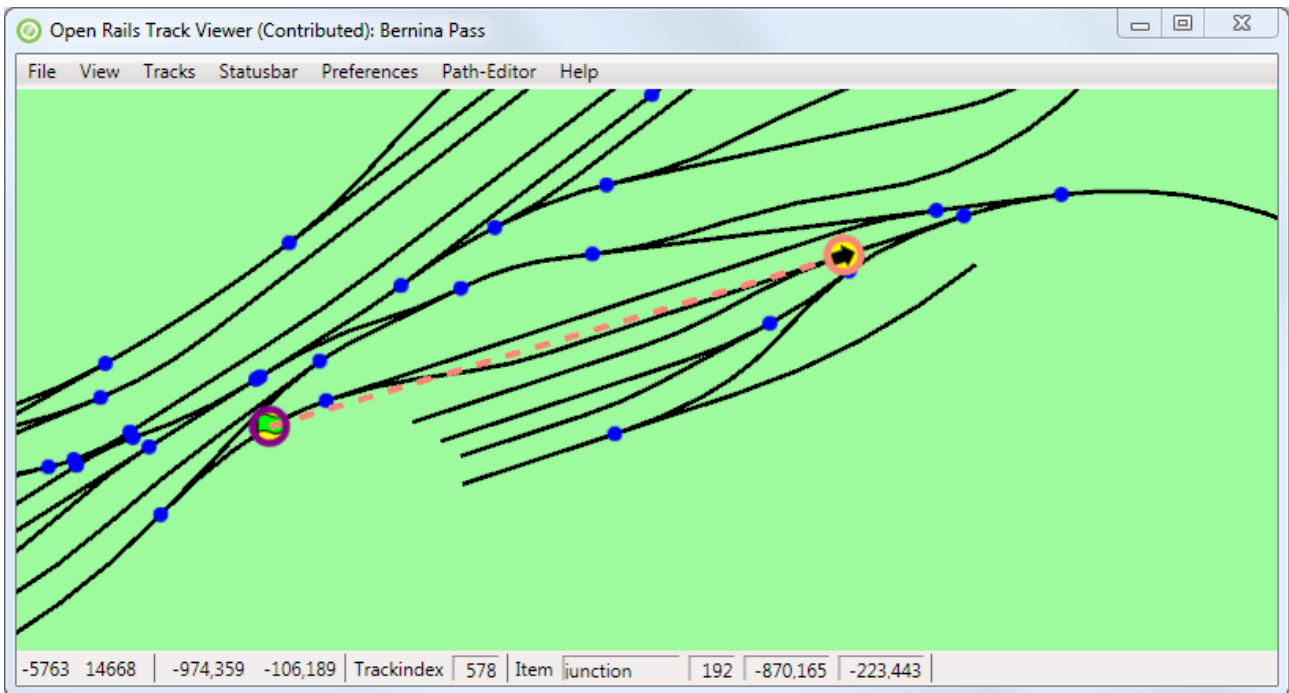 Open Rails Track Viewer (Contributed): Bernina Pass
File View Tracks Statusbar Preferences Path-Editor Help
-5763 14668 -974,359 -106,189 Trackindex 578 Item junction 192 -870,165 -223,443